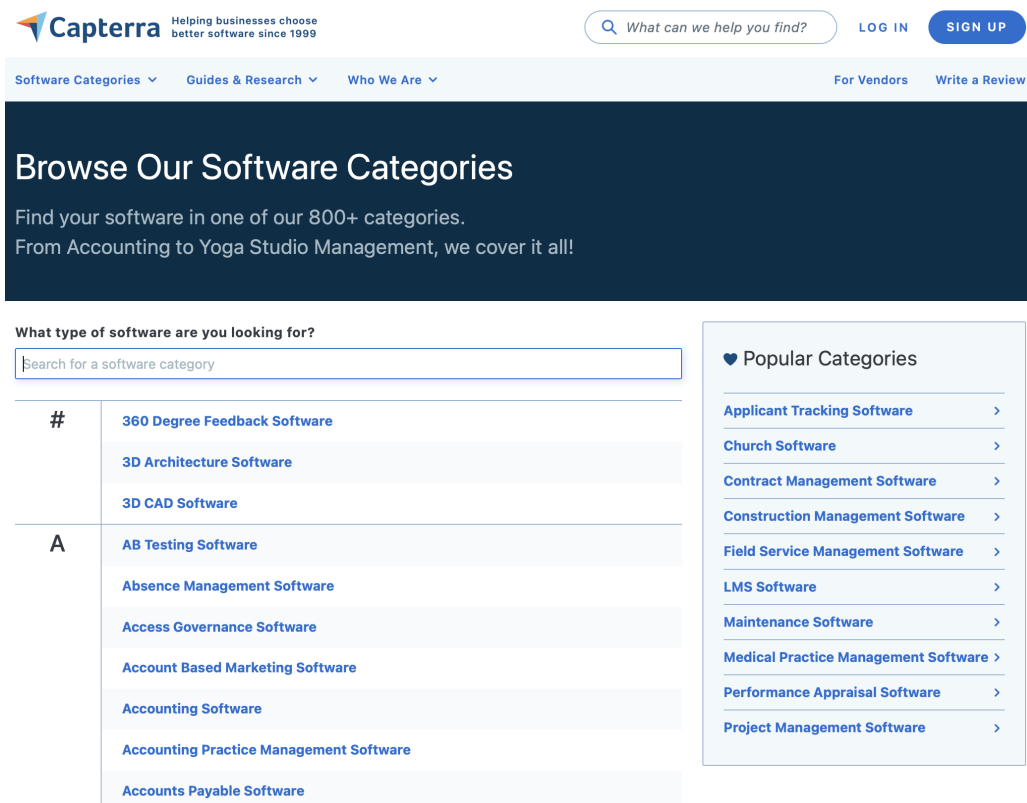 Capterra
Helping businesses choose
better software since 1999
What can we help you find?
LOG IN
SIGN UP
Software Categories
Guides & Research
Who We Are
For Vendors
Write a Review
Browse Our Software Categories
Find your software in one of our 800+ categories.
From Accounting to Yoga Studio Management, we cover it all!
What type of software are you looking for?
Search for a software category
#
360 Degree Feedback Software
3D Architecture Software
3D CAD Software
A
AB Testing Software
Absence Management Software
Access Governance Software
Account Based Marketing Software
Accounting Software
Accounting Practice Management Software
Accounts Payable Software
Popular Categories
Applicant Tracking Software
Church Software
Contract Management Software
Construction Management Software
Field Service Management Software
LMS Software
Maintenance Software
Medical Practice Management Software
Performance Appraisal Software
Project Management Software